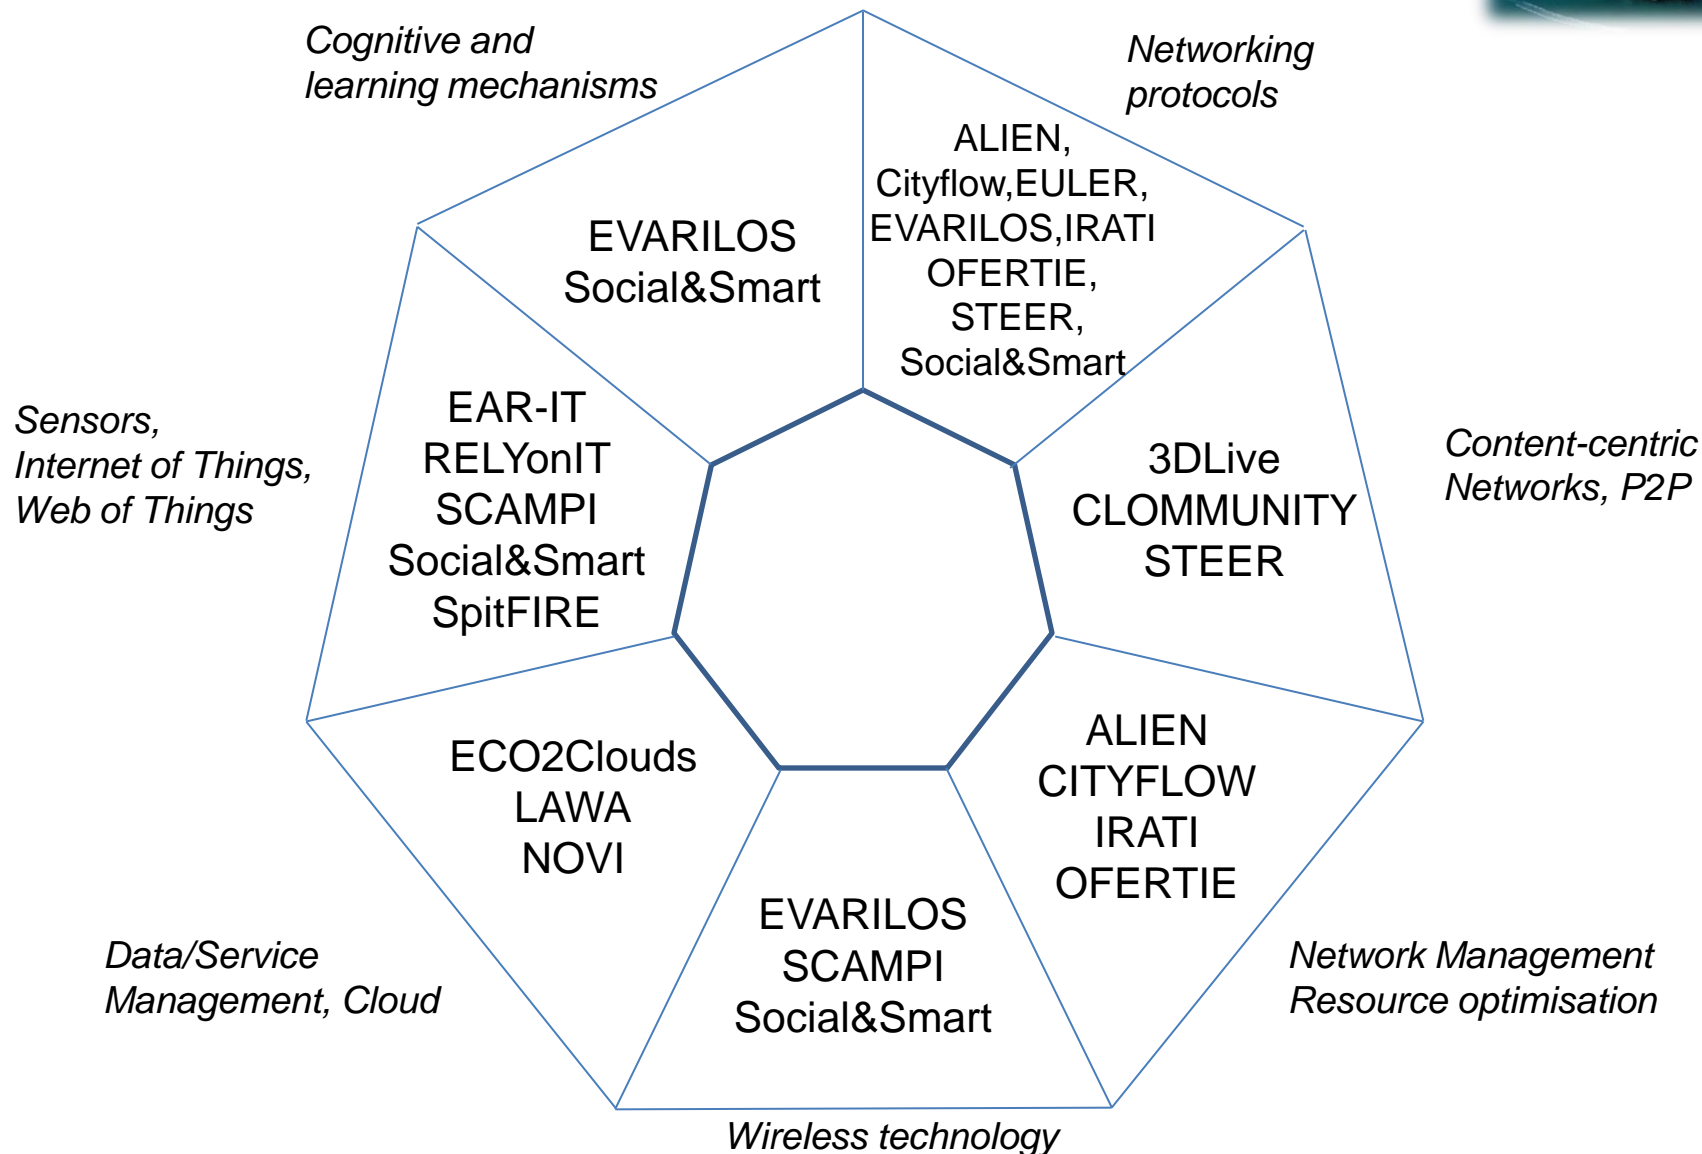 Cognitive and
learning mechanisms
Networking
protocols
ALIEN,
Cityflow,EULER,
EVARILOS,IRATI
OFERTIE,
STEER,
Social&Smart
EVARILOS
Social&Smart
Sensors,
Internet of Things,
Web of Things
EAR-IT
RELYonIT
SCAMPI
Social&Smart
SpitFIRE
3DLive
CLOMMUNITY
STEER
Content-centric
Networks, P2P
ECO2Clouds
LAWA
NOVI
ALIEN
CITYFLOW
IRATI
OFERTIE
EVARILOS
SCAMPI
Social&Smart
Data/Service
Management, Cloud
Network Management
Resource optimisation
Wireless technology